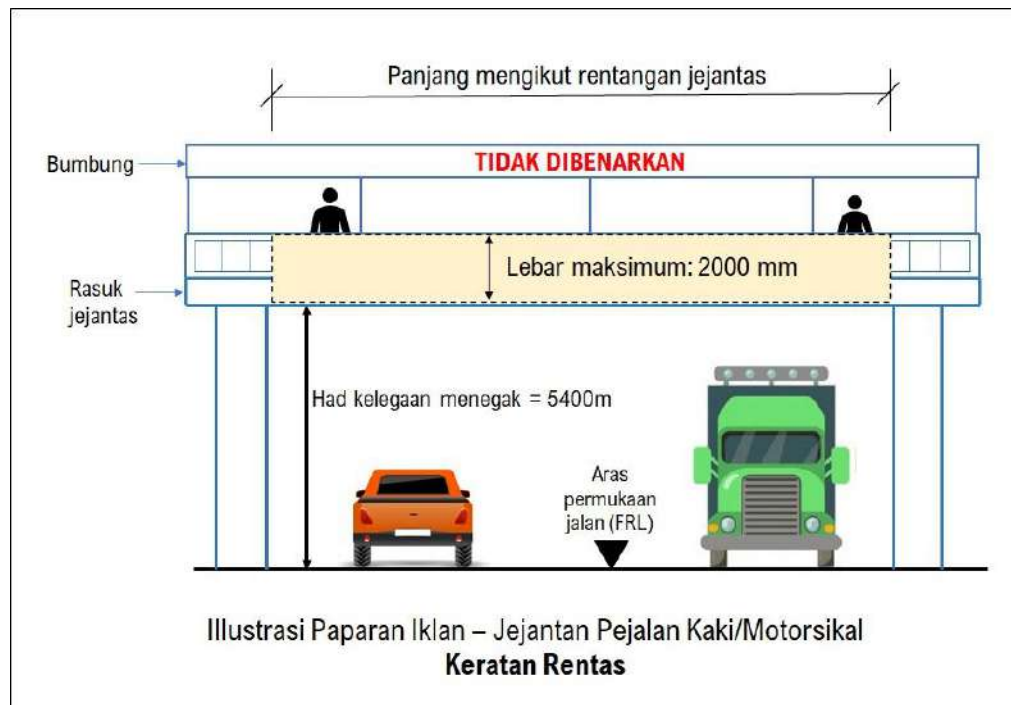 Panjang mengikut rentangan jejantas
Bumbung
TIDAK DIBENARKAN
Lebar maksimum: 2000 mm
Rasuk
jejantas
Had kelegaan menegak = 5400m
Aras
permukaan
jalan (FRL)
Illustrasi Paparan Iklan – Jejantan Pejalan Kaki/Motorsikal
Keratan Rentas